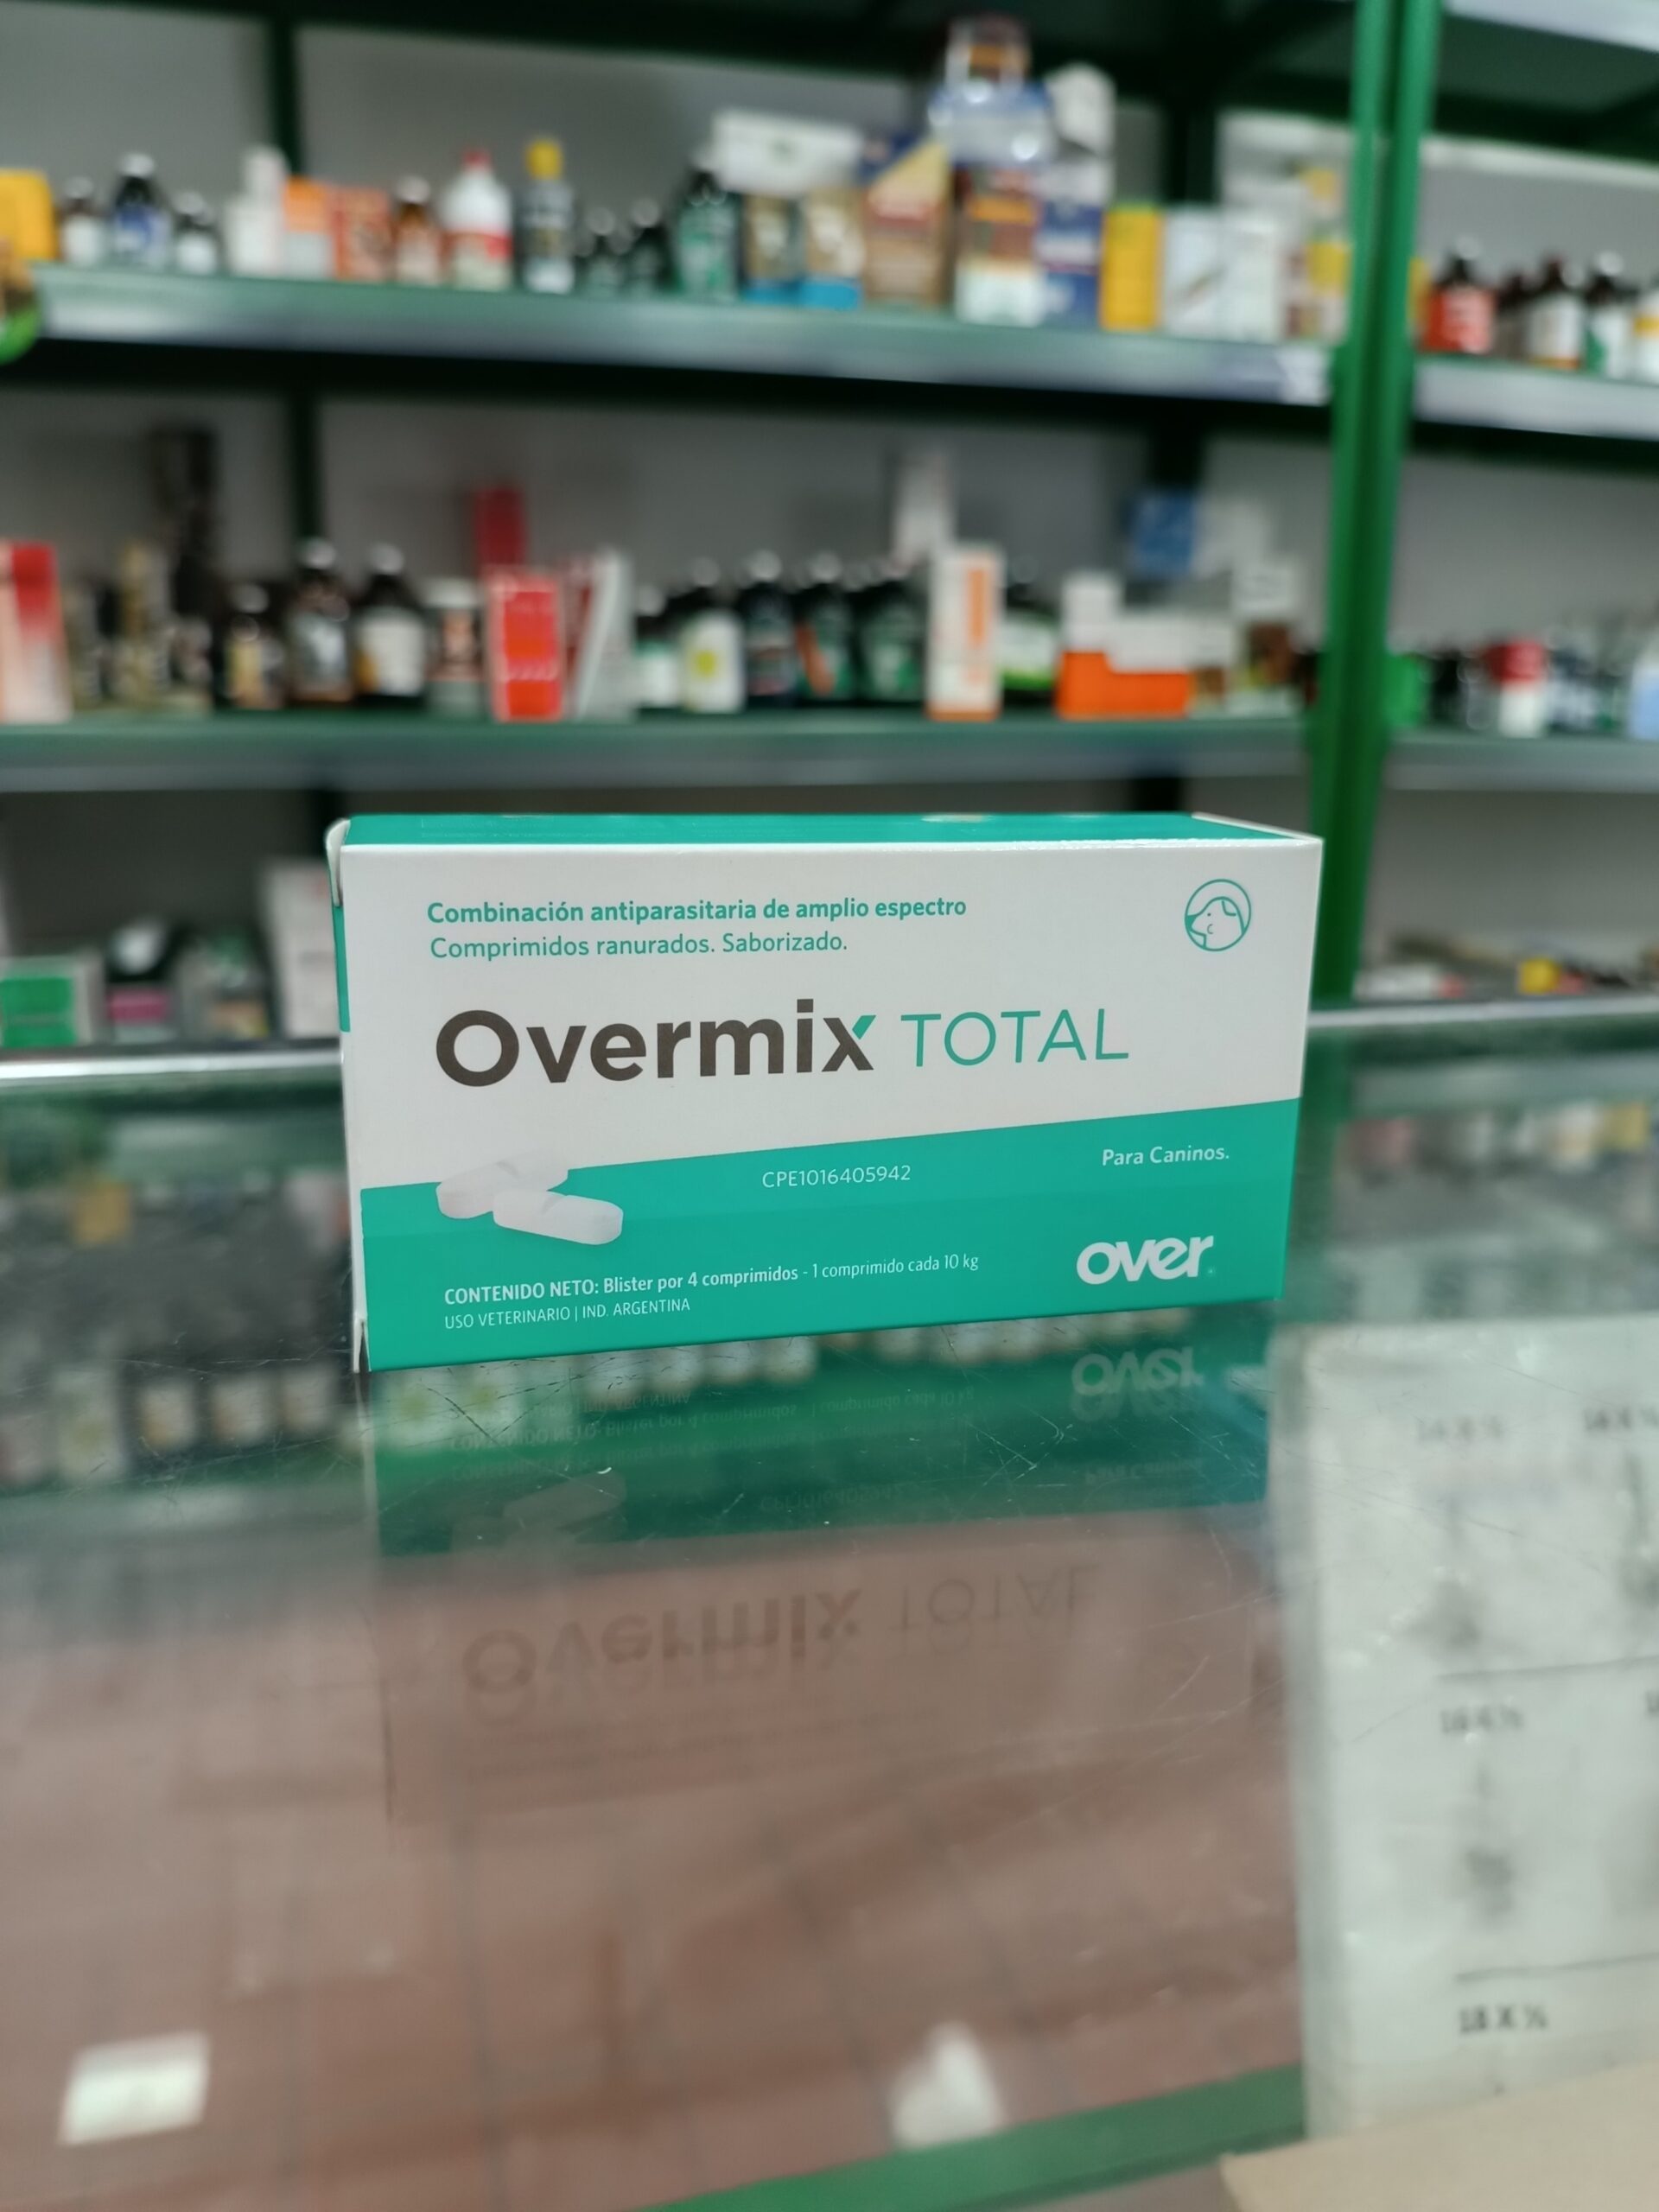 Combinación antiparasitaria de amplio espectro
Comprimidos ranurados. Saborizado.
Overmix TOTAL
CPE1016405942
Para Caninos.
CONTENIDO NETO: Blister por 4 comprimidos - 1 comprimido cada 10 kg
USO VETERINARIO | IND. ARGENTINA
over